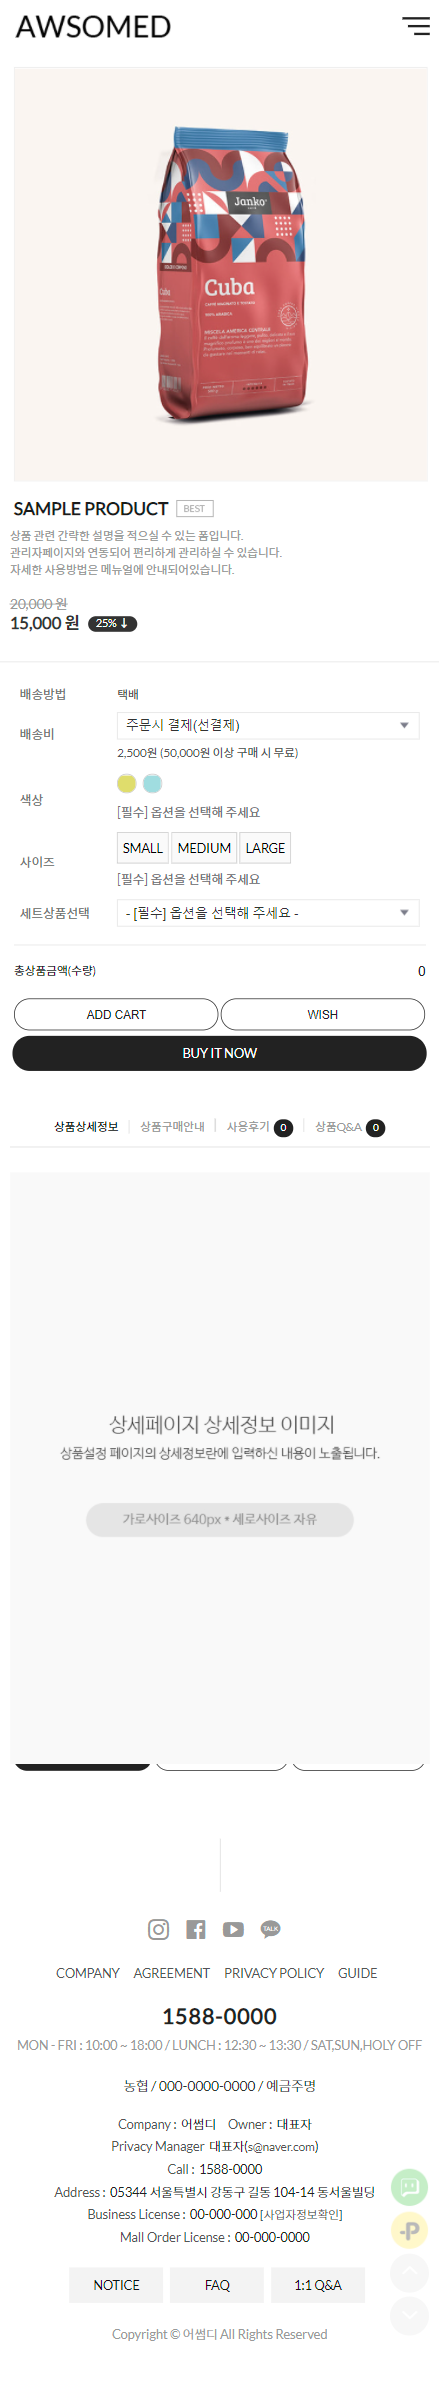 AWSOMED
Janko
Cuba
100% ARABICA
MISCELA AMERICA CENTRALE
SAMPLE PRODUCT BEST
상품 관련 간략한 설명을 적으실 수 있는 폼입니다.
관리자페이지와 연동되어 편리하게 관리하실 수 있습니다.
자세한 사용방법은 메뉴얼에 안내되어있습니다.
20,000 원
15,000 원 25% ↓
배송방법 택배
배송비 주문시 결제(선결제)
2,500원 (50,000원 이상 구매 시 무료)
색상
[필수] 옵션을 선택해 주세요
SMALL MEDIUM LARGE
사이즈
[필수] 옵션을 선택해 주세요
세트상품선택 - [필수] 옵션을 선택해 주세요 -
총상품금액(수량) 0
ADD CART WISH
BUY IT NOW
상품상세정보 상품구매안내 사용후기 0 상품Q&A 0
상세페이지 상세정보 이미지
상품설정 페이지의 상세정보란에 입력하신 내용이 노출됩니다.
가로사이즈 640px * 세로사이즈 자유
TALK
COMPANY AGREEMENT PRIVACY POLICY GUIDE
1588-0000
MON - FRI : 10:00 ~ 18:00 / LUNCH : 12:30 ~ 13:30 / SAT,SUN,HOLY OFF
농협 / 000-0000-0000 / 예금주명
Company : 어썸디 Owner : 대표자
Privacy Manager 대표자(s@naver.com)
Call : 1588-0000
Address : 05344 서울특별시 강동구 길동 104-14 동서울빌딩
Business License : 00-000-000 [사업자정보확인]
Mall Order License : 00-000-0000
-P
NOTICE FAQ 1:1 Q&A
Copyright © 어썸디 All Rights Reserved